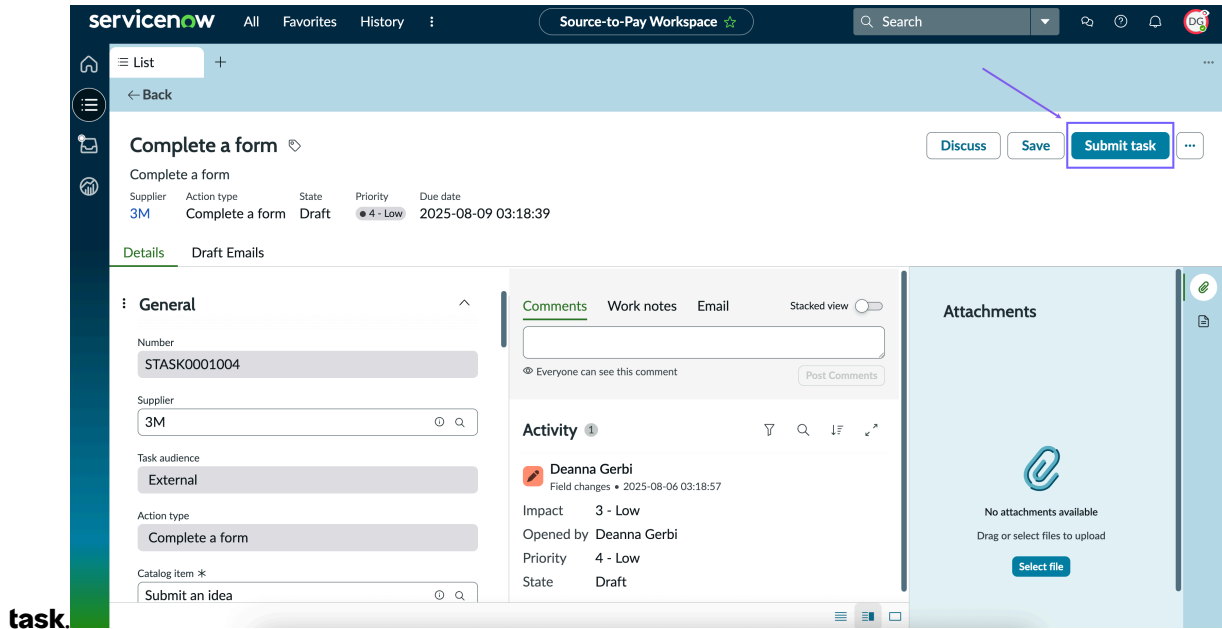 servicenow All Favorites History Source-to-Pay Workspace Search DG
List
Back
Complete a form Discuss Save Submit task
Complete a form
Supplier Action type State Priority Due date
3M Complete a form Draft 4 - Low 2025-08-09 03:18:39
Details Draft Emails
General
Number
STASK0001004
Supplier
3M
Task audience
External
Action type
Complete a form
Catalog item *
Submit an idea
Comments Work notes Email Stacked view
Everyone can see this comment Post Comments
Activity 1
Deanna Gerbi
Field changes • 2025-08-06 03:18:57
Impact 3 - Low
Opened by Deanna Gerbi
Priority 4 - Low
State Draft
Attachments
No attachments available
Drag or select files to upload
Select file
task.